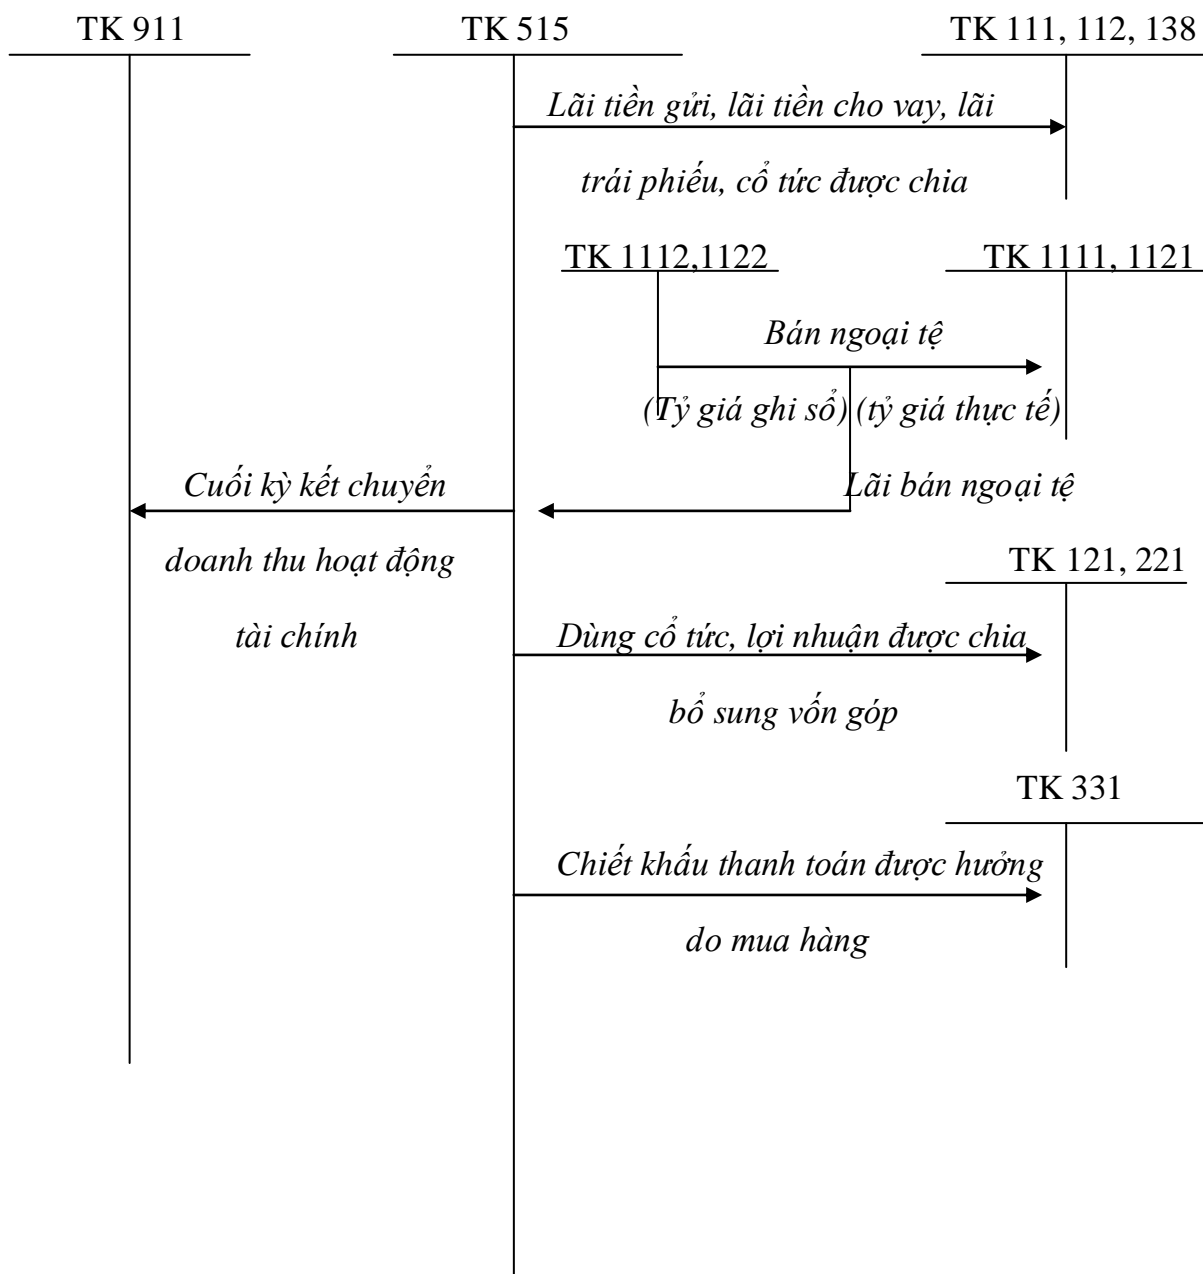 TK 911
TK 515
TK 111, 112, 138
Lãi tiền gửi, lãi tiền cho vay, lãi
trái phiếu, cổ tức được chia
TK 1112,1122
TK 1111, 1121
Bán ngoại tệ
(Tỷ giá ghi sổ) (tỷ giá thực tế)
Cuối kỳ kết chuyển
Lãi bán ngoại tệ
doanh thu hoạt động
TK 121, 221
tài chính
Dùng cổ tức, lợi nhuận được chia
bổ sung vốn góp
TK 331
Chiết khấu thanh toán được hưởng
do mua hàng